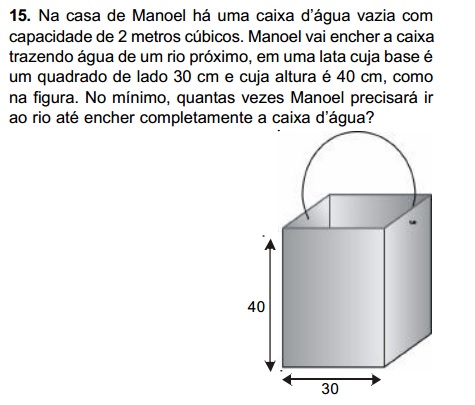 15. Na casa de Manoel há uma caixa d'água vazia com
capacidade de 2 metros cúbicos. Manoel vai encher a caixa
trazendo água de um rio próximo, em uma lata cuja base é
um quadrado de lado 30 cm e cuja altura é 40 cm, como
na figura. No mínimo, quantas vezes Manoel precisará ir
ao rio até encher completamente a caixa d'água?
40
30